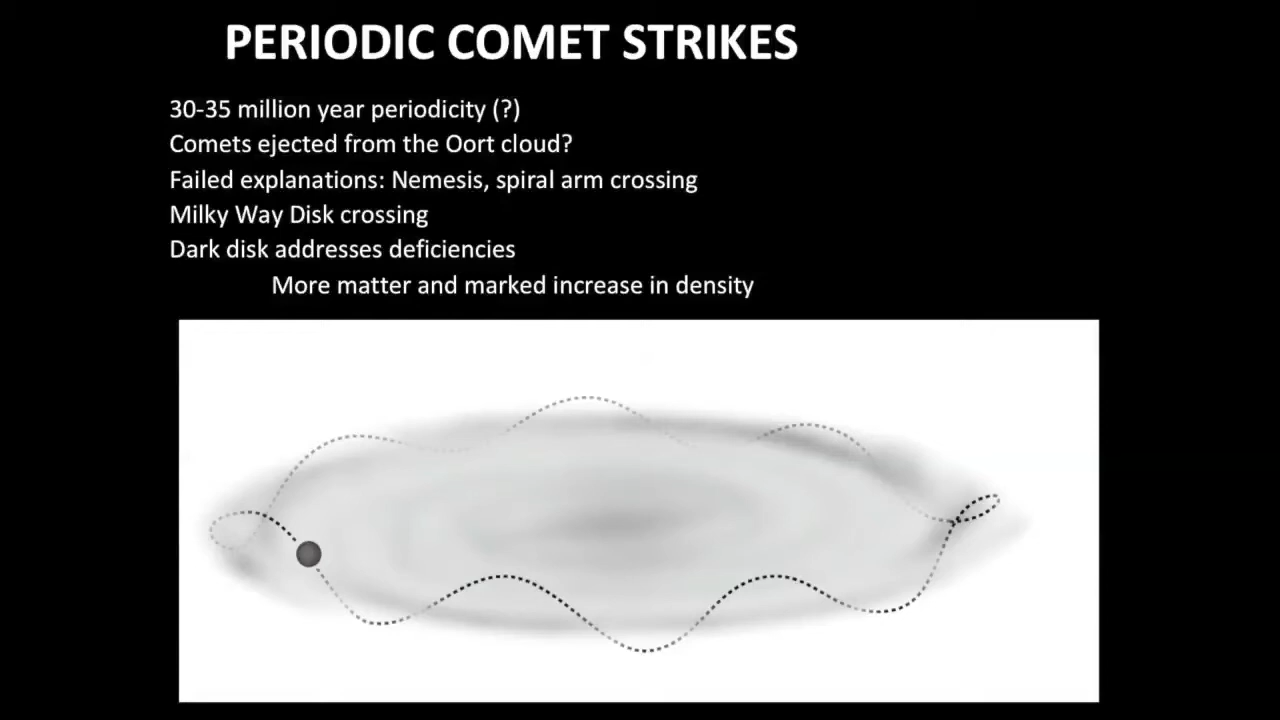 PERIODIC COMET STRIKES
30-35 million year periodicity (?)
Comets ejected from the Oort cloud?
Failed explanations: Nemesis, spiral arm crossing
Milky Way Disk crossing
Dark disk addresses deficiencies
More matter and marked increase in density